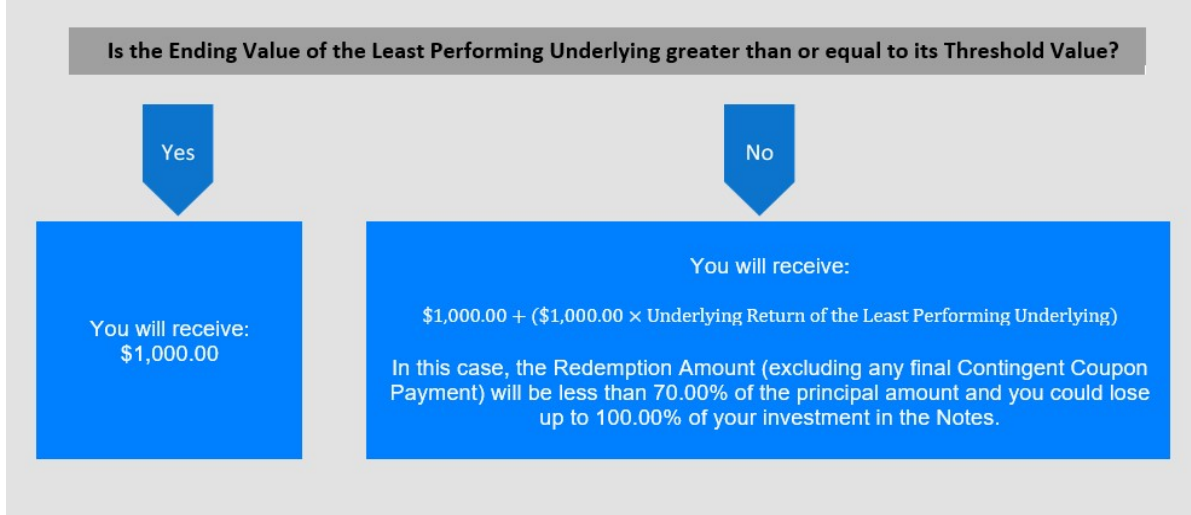 Is the Ending Value of the Least Performing Underlying greater than or equal to its Threshold Value?
Yes
No
You will receive:
$1,000.00
You will receive:
$1,000.00 + ($1,000.00 × Underlying Return of the Least Performing Underlying)
In this case, the Redemption Amount (excluding any final Contingent Coupon
Payment) will be less than 70.00% of the principal amount and you could lose
up to 100.00% of your investment in the Notes.